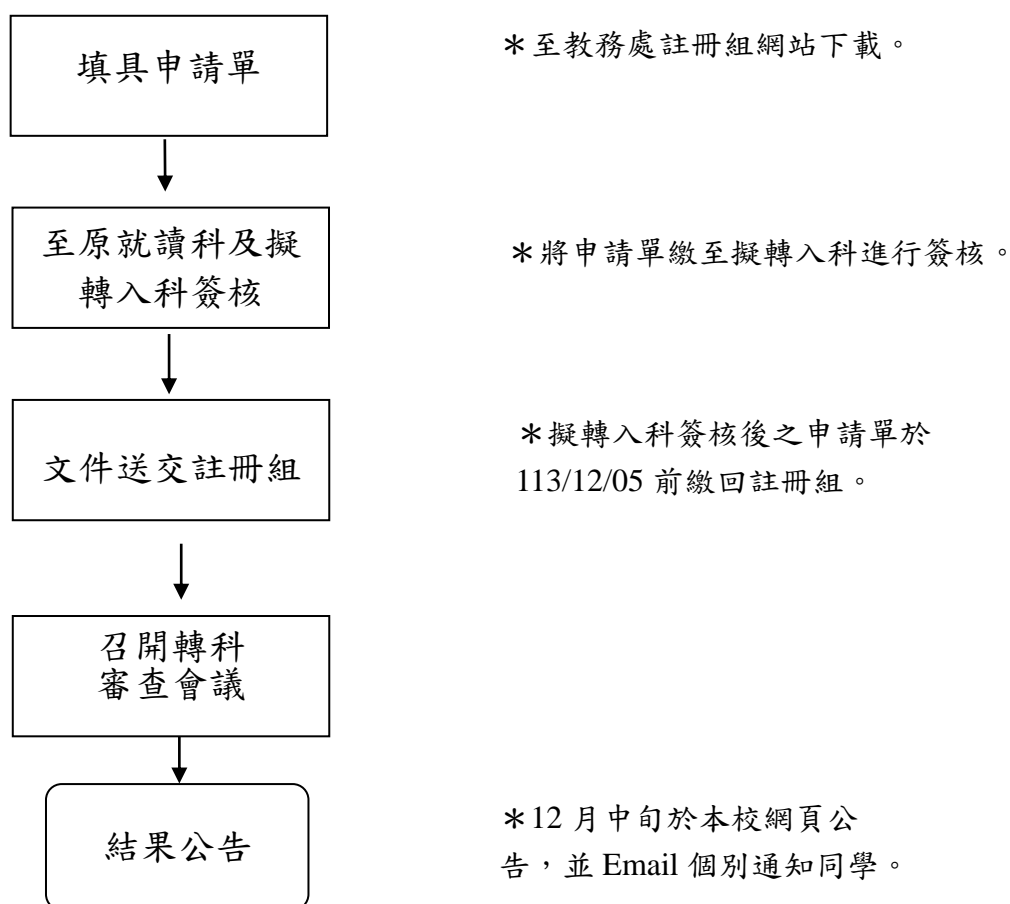 填具申請單
＊至教務處註冊組網站下載。
至原就讀科及擬
轉入科簽核
＊將申請單繳至擬轉入科進行簽核。
文件送交註冊組
＊擬轉入科簽核後之申請單於
113/12/05 前繳回註冊組。
召開轉科
審查會議
結果公告
＊12 月中旬於本校網頁公
告，並 Email 個別通知同學。